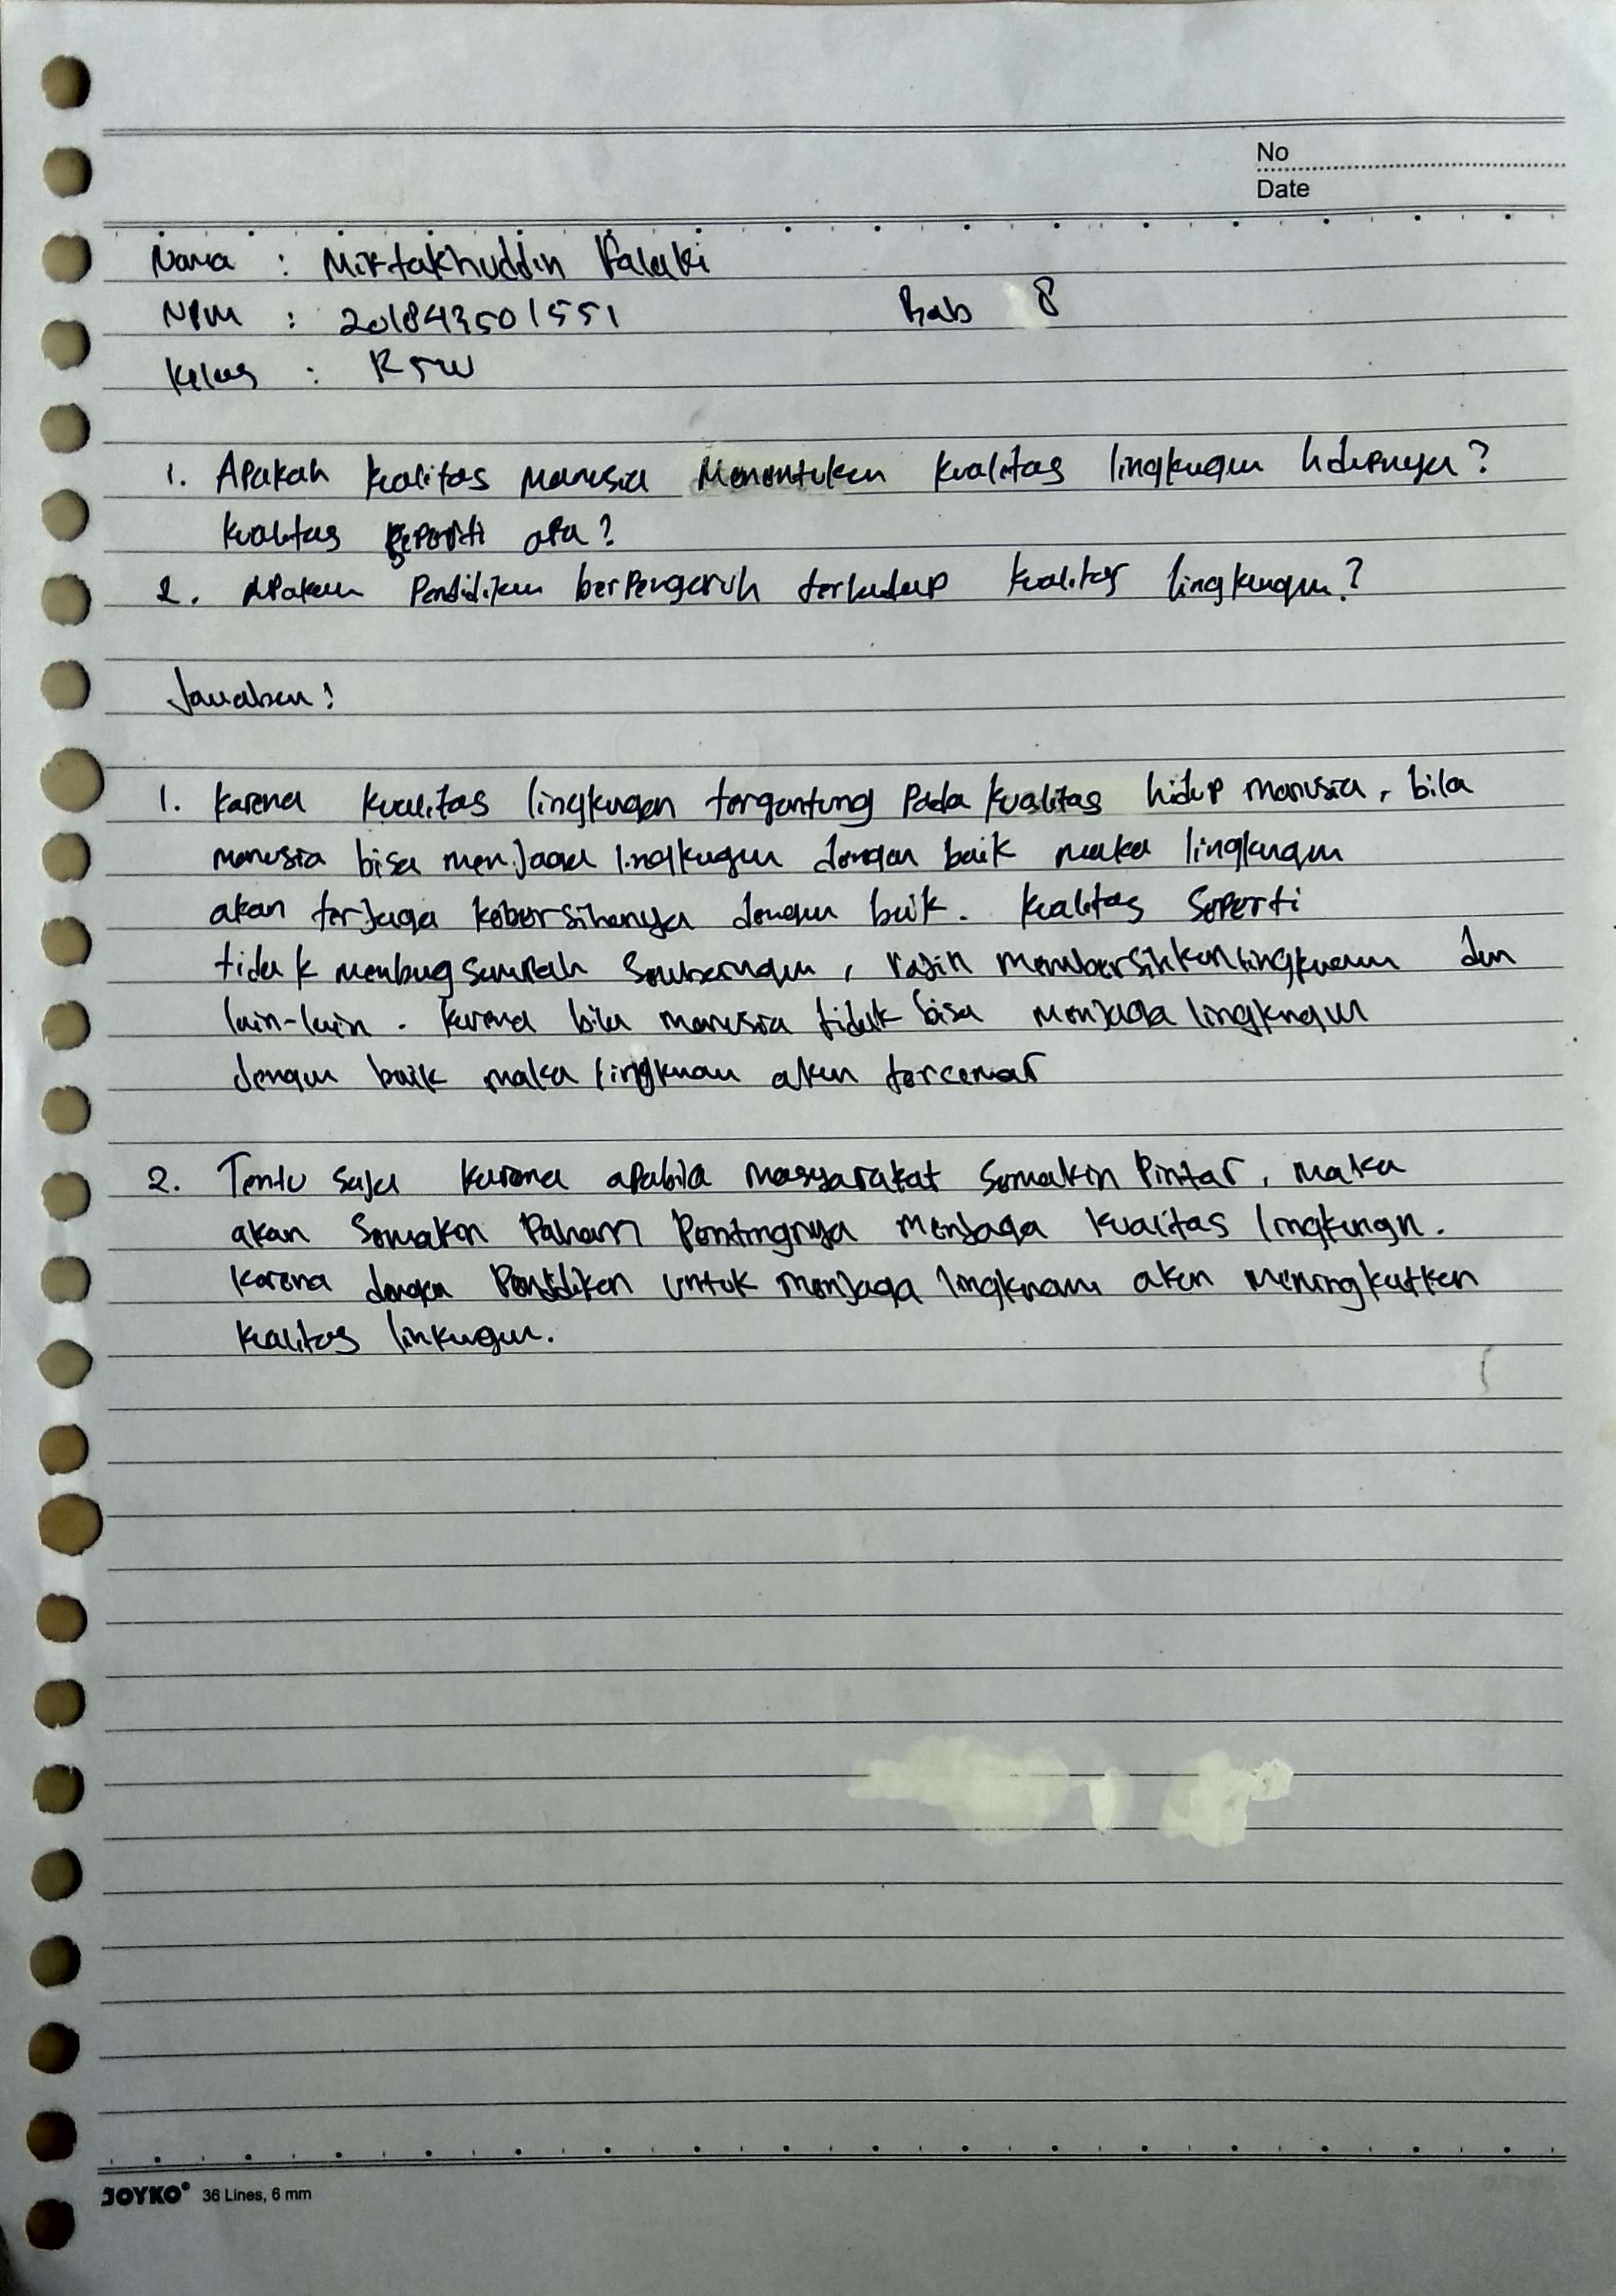 No
Date
Nama : Miftakhuddin Falaki
NPM : 201843501551 Bab 8
Kelas : R5W
1. Apakah kualitas manusia menentukan kualitas lingkungan hidupnya?
kualitas seperti apa?
2. Apakah Pendidikan berpengaruh terhadap kualitas lingkungan?
Jawaban :
1. Karena kualitas lingkungan tergantung pada kualitas hidup manusia, bila
manusia bisa menjaga lingkungan dengan baik maka lingkungan
akan terjaga kebersihanya dengan baik. kualitas seperti
tidak membuang sampah sembarangan, rajin membersihkan lingkungan dan
lain-lain. karena bila manusia tidak bisa menjaga lingkungan
dengan baik maka lingkungan akan tercemar
2. Tentu saja karena apabila masyarakat semakin pintar, maka
akan semakin paham pentingnya menjaga kualitas lingkungn.
karena dengan Pendidikan untuk menjaga lingkungan akan meningkatkan
kualitas linkungan.
JOYKO 36 Lines, 6 mm